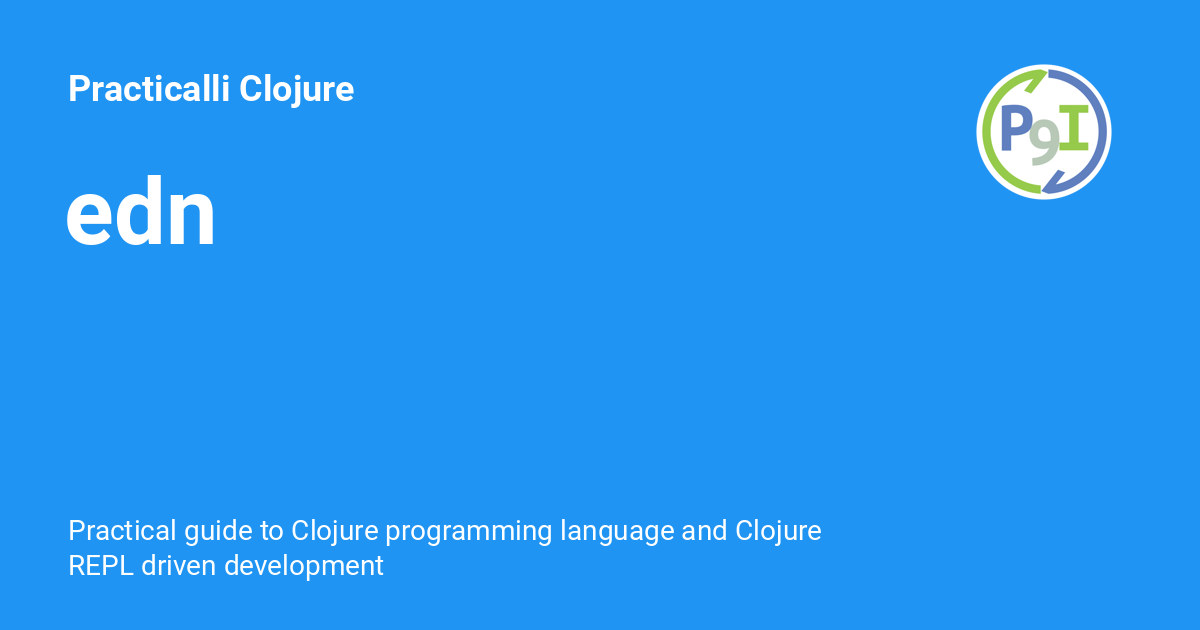 Practicalli Clojure
P9I
edn
Practical guide to Clojure programming language and Clojure
REPL driven development